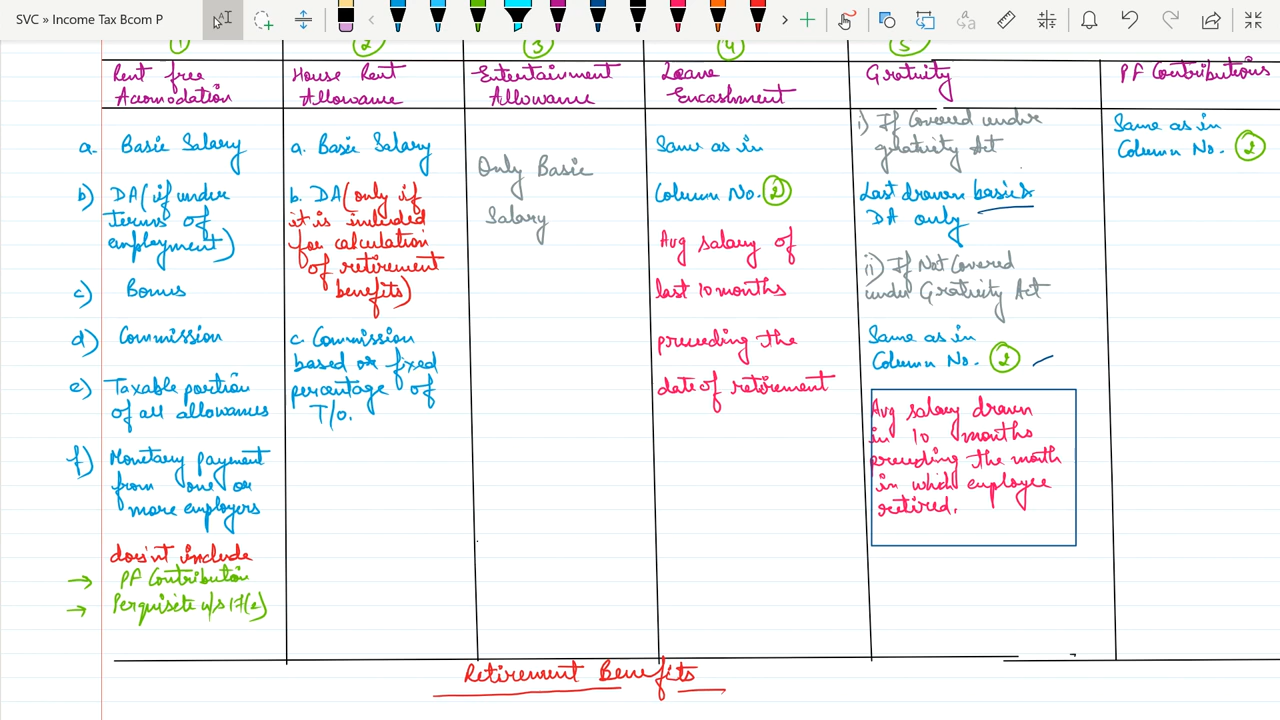 SVC » Income Tax Bcom P
1
2
3
4
5
Rent free
Acomodation
House Rent
Allowance
Entertainment
Allowance
Leave
Encashment
Gratuity
PF Contributions
a. Basic Salary
b) DA (if under
terms of
employment)
c) Bonus
d) Commission
e) Taxable portion
of all allowances
f) Monetary payment
from one or
more employers
does'nt include
→ PF Contribution
→ Perquisite u/s 17(2)
a. Basic Salary
b. DA (only if
it is included
for calculation
of retirement
benefits)
c. Commission
based on fixed
percentage of
T/O.
Only Basic
Salary
Same as in
Column No. 2
Avg salary of
last 10 months
preceding the
date of retirement
i) If Covered under
gratuity Act
Last drawn basic &
DA only
ii) If Not Covered
under Gratuity Act
Same as in
Column No. 2
Avg salary drawn
in 10 months
preceding the month
in which employee
retired.
Same as in
Column No. 2
Retirement Benefits